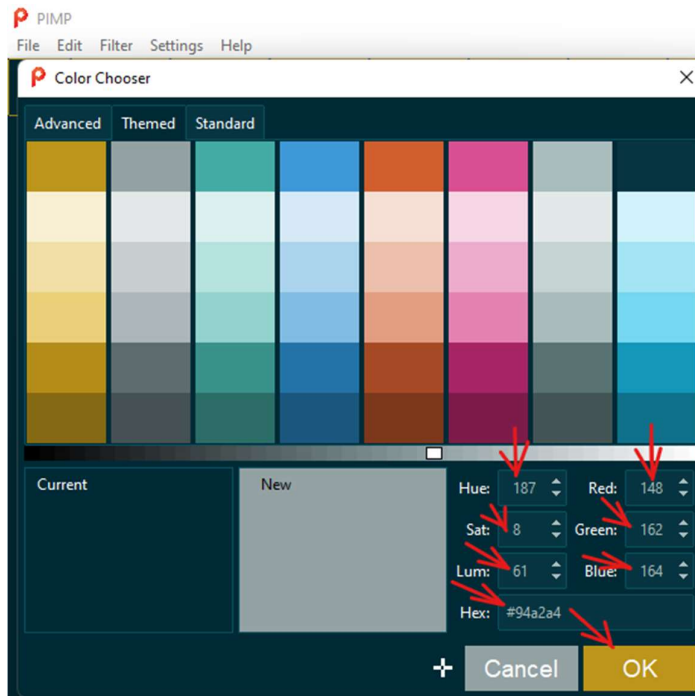 PIMP
File Edit Filter Settings Help
Color Chooser
Advanced Themed Standard
Current
New
Hue: 187 Red: 148
Sat: 8 Green: 162
Lum: 61 Blue: 164
Hex: #94a2a4
Cancel OK